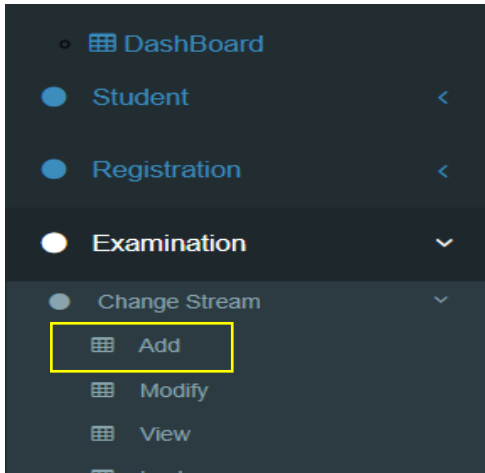 DashBoard
Student
Registration
Examination
Change Stream
Add
Modify
View